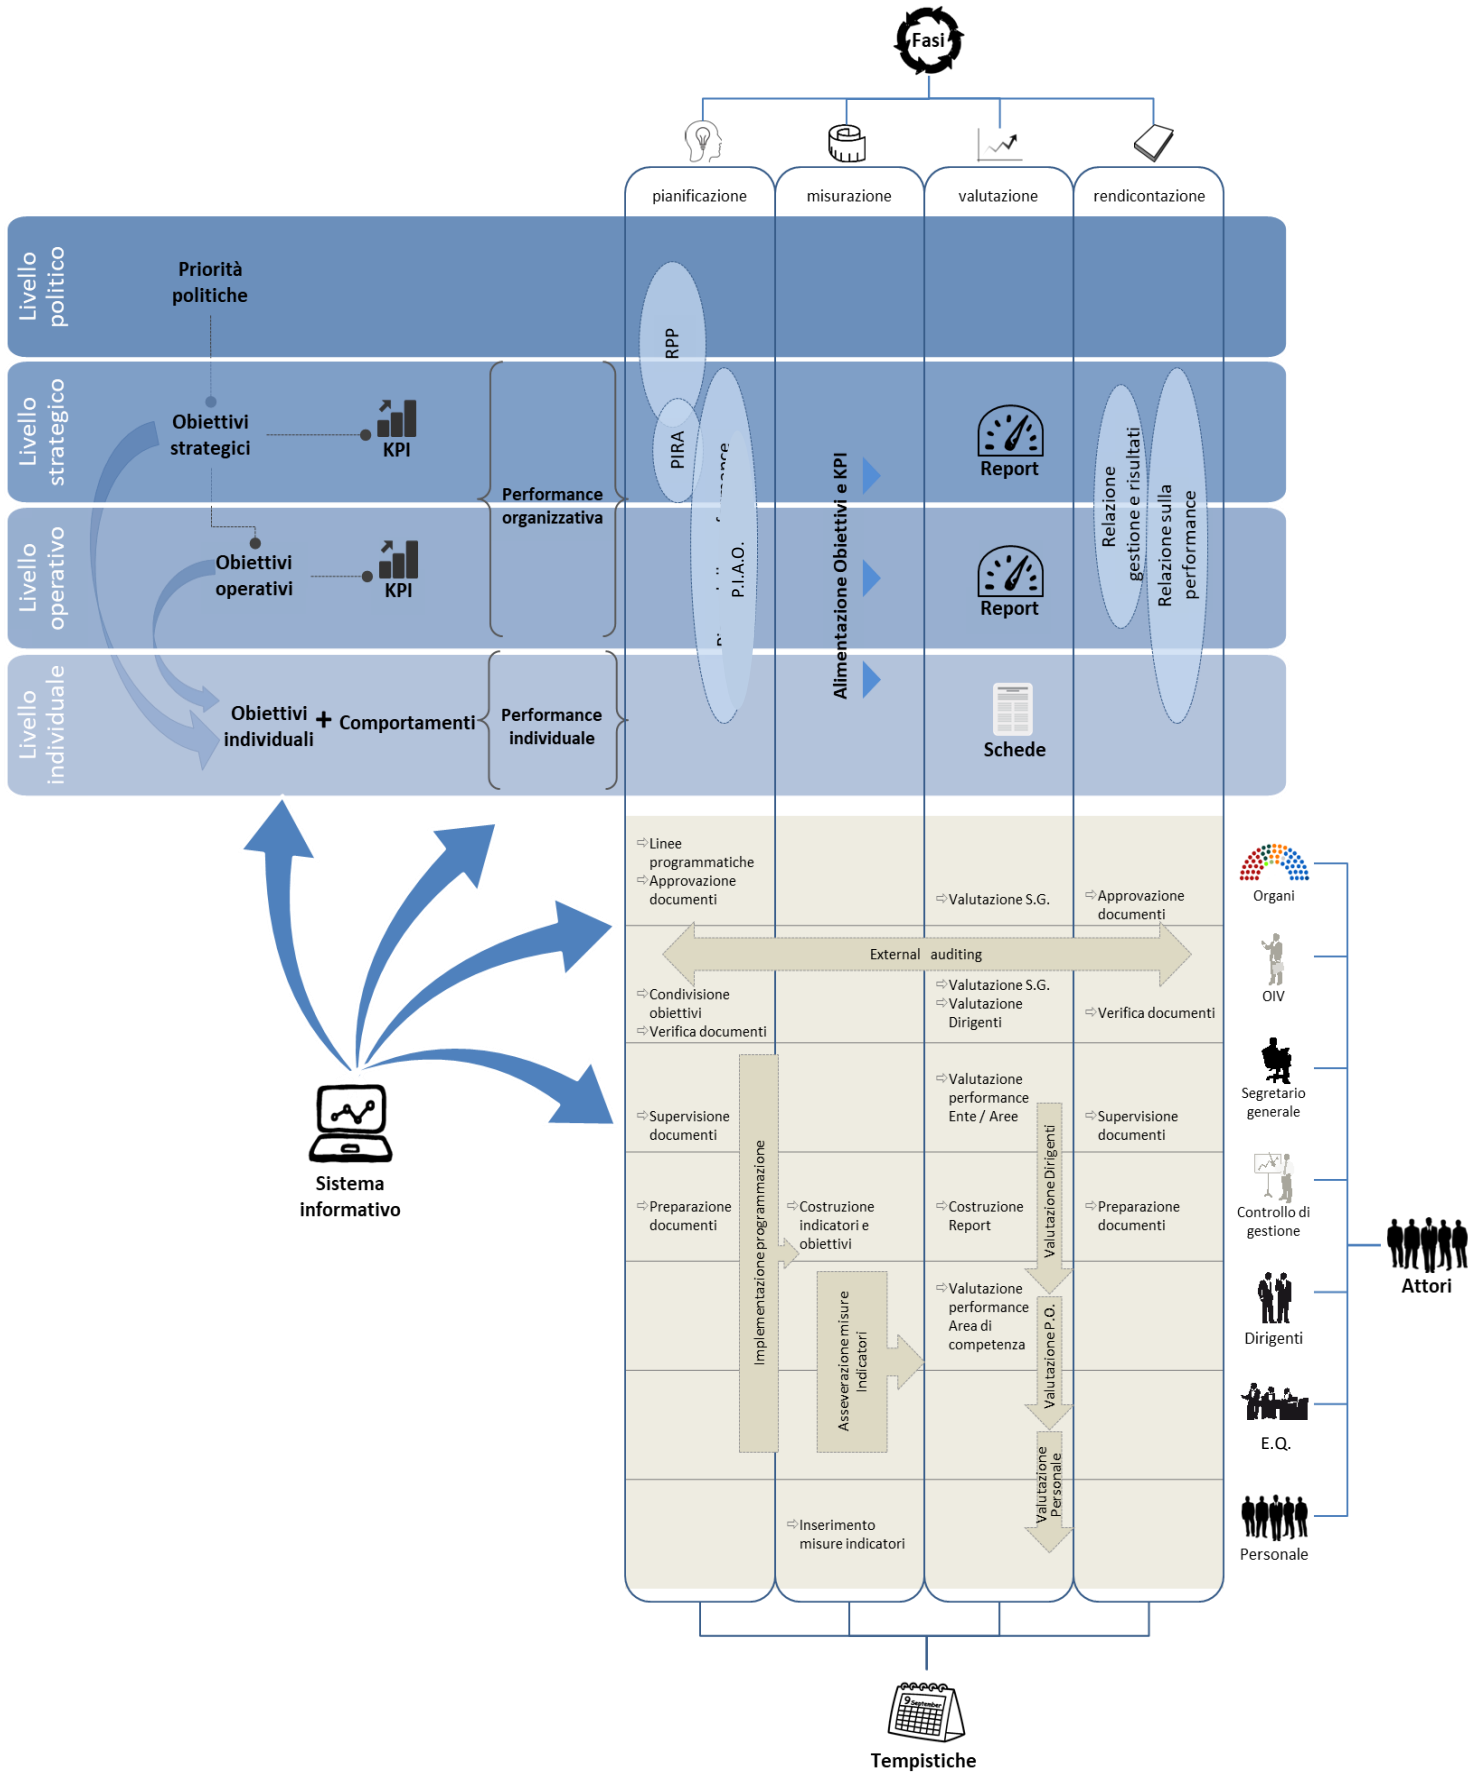 Fasi
pianificazione
misurazione
valutazione
rendicontazione
Livello
politico
Priorità
politiche
RPP
Livello
strategico
Obiettivi
strategici
KPI
PIRA
Report
Performance
organizzativa
Alimentazione Obiettivi e KPI
P.I.A.O.
Relazione
gestione e risultati
Relazione sulla
performance
Livello
operativo
Obiettivi
operativi
KPI
Report
Livello
individuale
Obiettivi
individuali
+
Comportamenti
Performance
individuale
Schede
Linee
programmatiche
Approvazione
documenti
Valutazione S.G.
Approvazione
documenti
Organi
External auditing
Condivisione
obiettivi
Verifica documenti
Valutazione S.G.
Valutazione
Dirigenti
Verifica documenti
OIV
Supervisione
documenti
Valutazione
performance
Ente / Aree
Supervisione
documenti
Segretario
generale
Sistema
informativo
Implementazione programmazione
Valutazione Dirigenti
Preparazione
documenti
Costruzione
indicatori e
obiettivi
Costruzione
Report
Preparazione
documenti
Controllo di
gestione
Attori
Asseverazione misure
Indicatori
Valutazione
performance
Area di
competenza
Valutazione P.O.
Dirigenti
E.Q.
Valutazione
Personale
Inserimento
misure indicatori
Personale
9 September
Tempistiche